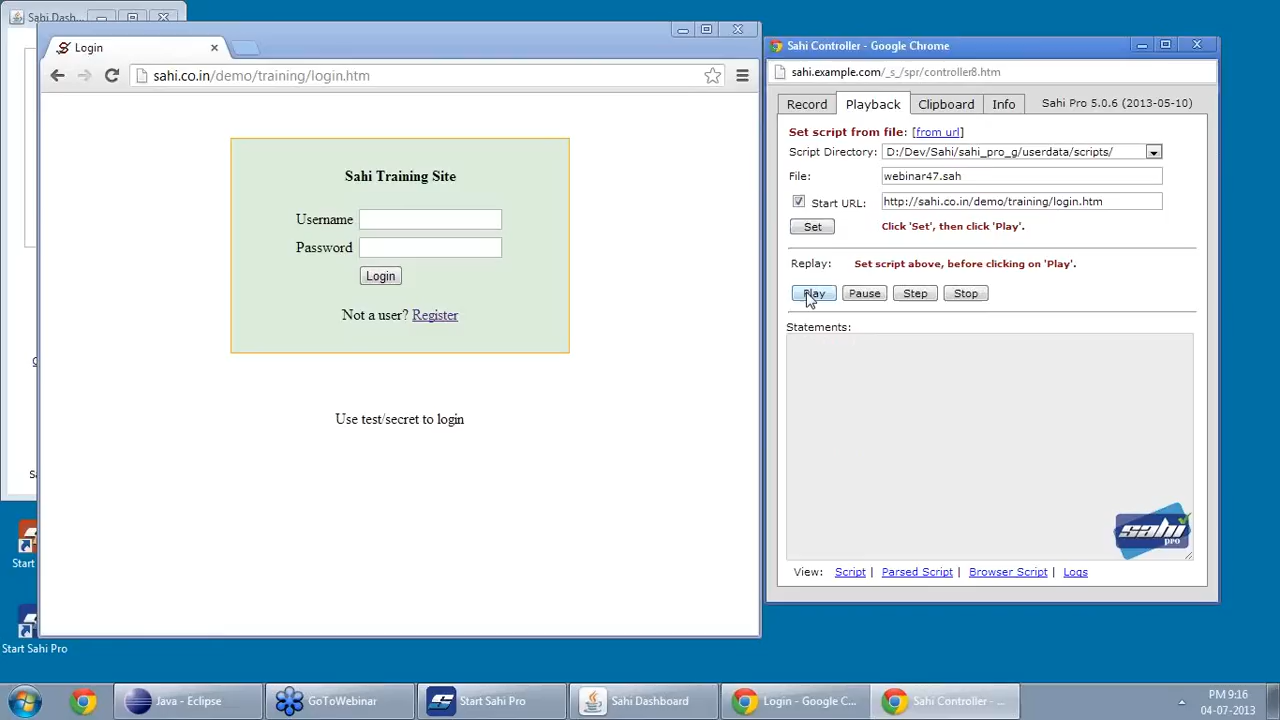 Sahi Dash...
Login
sahi.co.in/demo/training/login.htm
Sahi Training Site
Username
Password
Login
Not a user? Register
Use test/secret to login
Sahi Controller - Google Chrome
sahi.example.com/_s_/spr/controller8.htm
Record Playback Clipboard Info Sahi Pro 5.0.6 (2013-05-10)
Set script from file: [from url]
Script Directory: D:/Dev/Sahi/sahi_pro_g/userdata/scripts/
File: webinar47.sah
Start URL: http://sahi.co.in/demo/training/login.htm
Set Click 'Set', then click 'Play'.
Replay: Set script above, before clicking on 'Play'.
Play Pause Step Stop
Statements:
sahi
pro
View: Script | Parsed Script | Browser Script | Logs
Start
Start Sahi Pro
Java - Eclipse GoToWebinar Start Sahi Pro Sahi Dashboard Login - Google C... Sahi Controller - ...
PM 9:16
04-07-2013